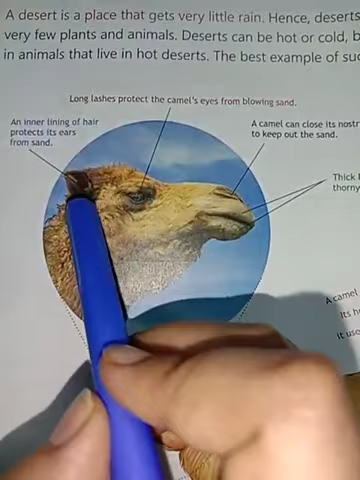 A desert is a place that gets very little rain. Hence, deserts
very few plants and animals. Deserts can be hot or cold, b
in animals that live in hot deserts. The best example of suc
Long lashes protect the camel's eyes from blowing sand.
An inner lining of hair
protects its ears
from sand.
A camel can close its nostr
to keep out the sand.
Thick l
thorny
A camel
Its h
It use